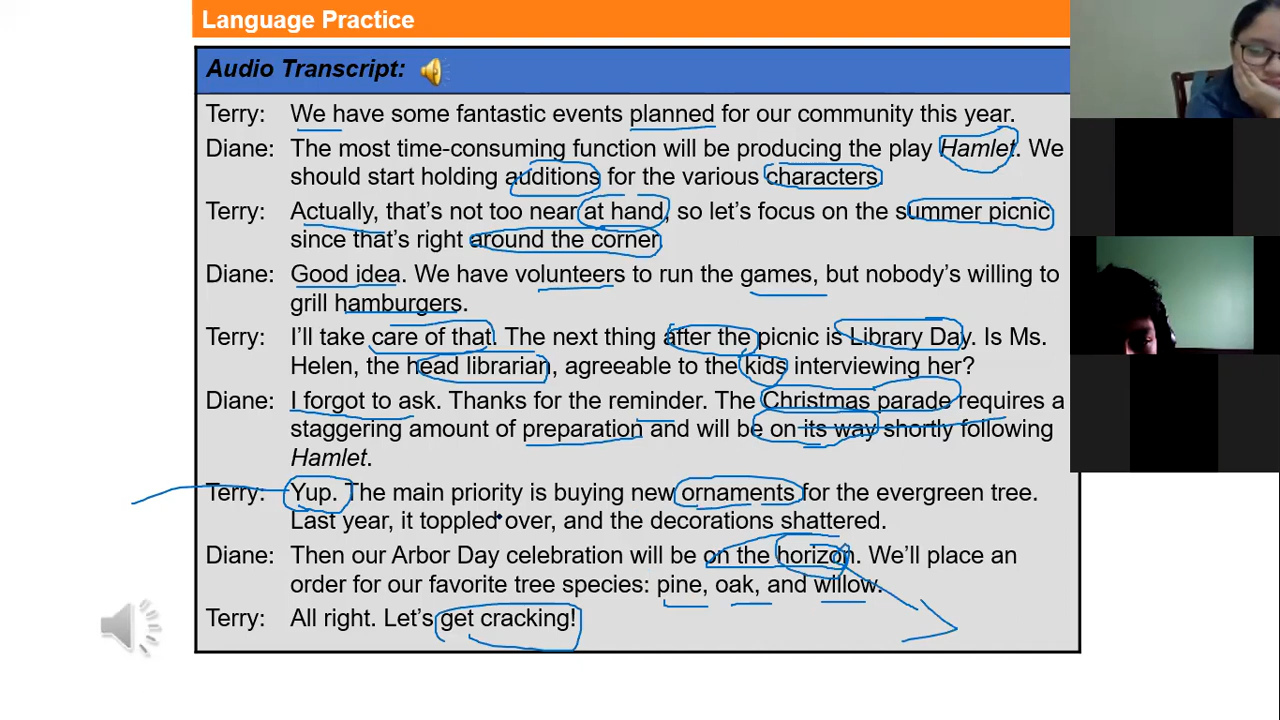 Language Practice
Audio Transcript:
Terry: We have some fantastic events planned for our community this year.
Diane: The most time-consuming function will be producing the play Hamlet. We
should start holding auditions for the various characters.
Terry: Actually, that's not too near at hand, so let's focus on the summer picnic
since that's right around the corner.
Diane: Good idea. We have volunteers to run the games, but nobody's willing to
grill hamburgers.
Terry: I'll take care of that. The next thing after the picnic is Library Day. Is Ms.
Helen, the head librarian, agreeable to the kids interviewing her?
Diane: I forgot to ask. Thanks for the reminder. The Christmas parade requires a
staggering amount of preparation and will be on its way shortly following
Hamlet.
Terry: Yup. The main priority is buying new ornaments for the evergreen tree.
Last year, it toppled over, and the decorations shattered.
Diane: Then our Arbor Day celebration will be on the horizon. We'll place an
order for our favorite tree species: pine, oak, and willow.
Terry: All right. Let's get cracking!